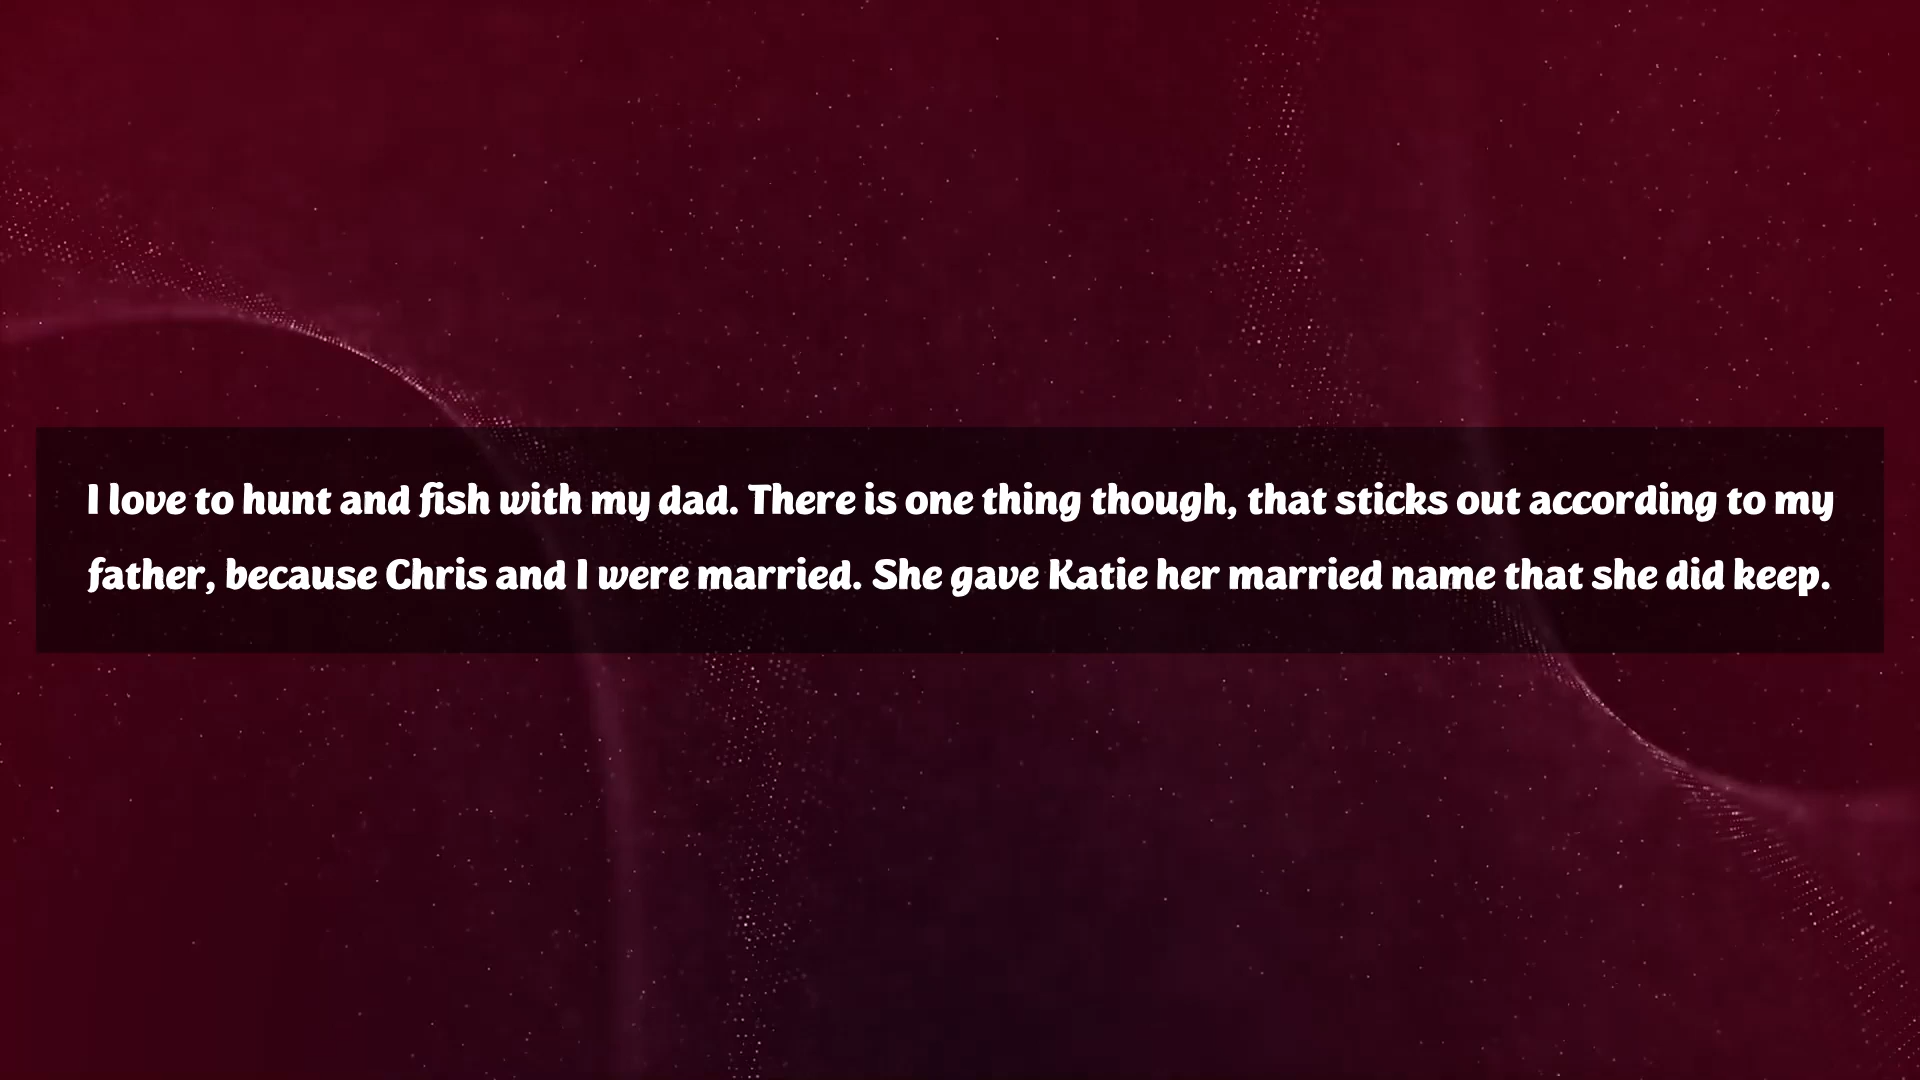 I love to hunt and fish with my dad. There is one thing though, that sticks out according to my
father, because Chris and I were married. She gave Katie her married name that she did keep.